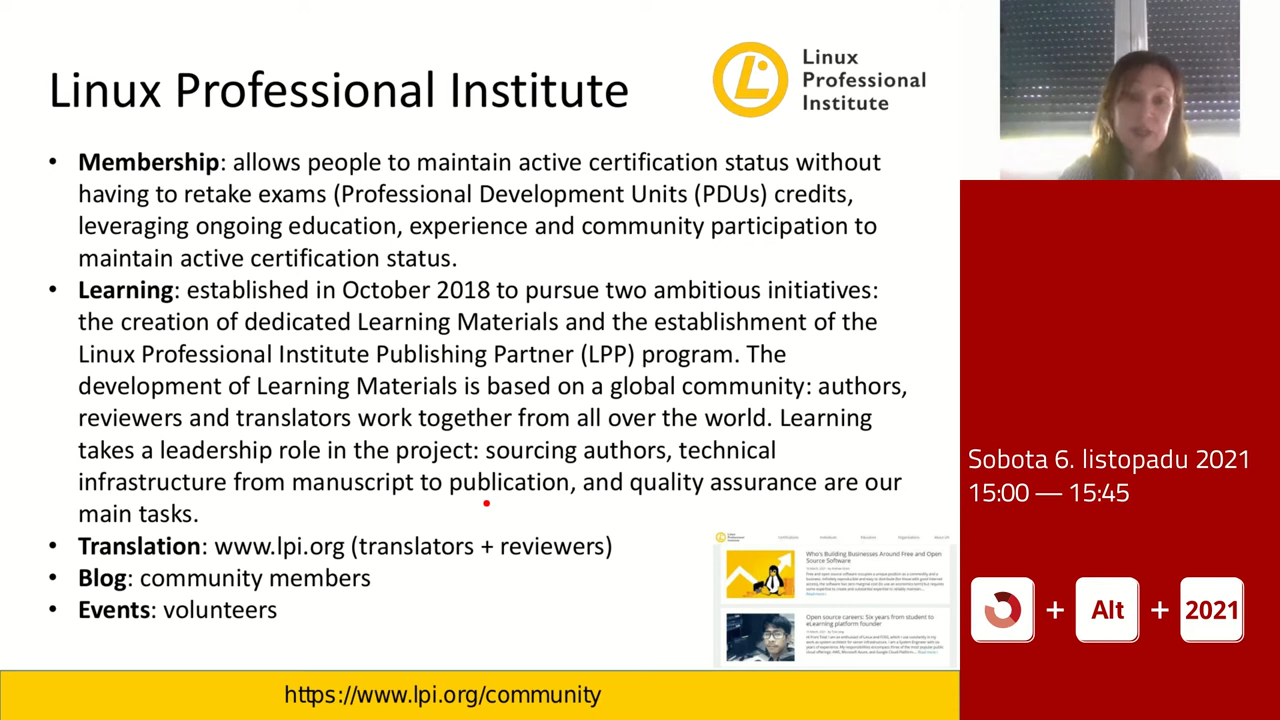 Linux Professional Institute
Linux
Professional
Institute
• Membership: allows people to maintain active certification status without
having to retake exams (Professional Development Units (PDUs) credits,
leveraging ongoing education, experience and community participation to
maintain active certification status.
• Learning: established in October 2018 to pursue two ambitious initiatives:
the creation of dedicated Learning Materials and the establishment of the
Linux Professional Institute Publishing Partner (LPP) program. The
development of Learning Materials is based on a global community: authors,
reviewers and translators work together from all over the world. Learning
takes a leadership role in the project: sourcing authors, technical
infrastructure from manuscript to publication, and quality assurance are our
main tasks.
• Translation: www.lpi.org (translators + reviewers)
• Blog: community members
• Events: volunteers
Who's Building Businesses Around Free and Open
Source Software
Open source careers: Six years from student to
eLearning platform founder
https://www.lpi.org/community
Sobota 6. listopadu 2021
15:00 — 15:45
+ Alt + 2021